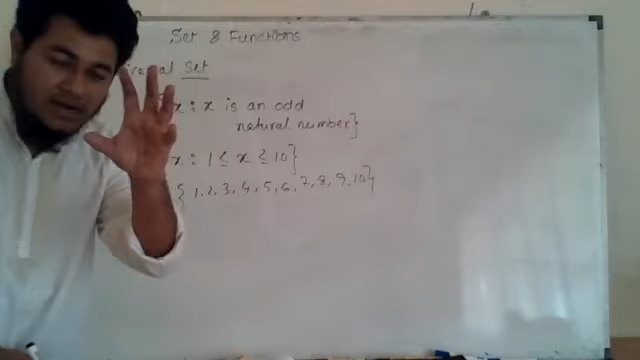 Set & Functions
Set
x : x is an odd
natural number}
x : 1 ≤ x ≤ 10}
{ 1, 2, 3, 4, 5, 6, 7, 8, 9, 10}